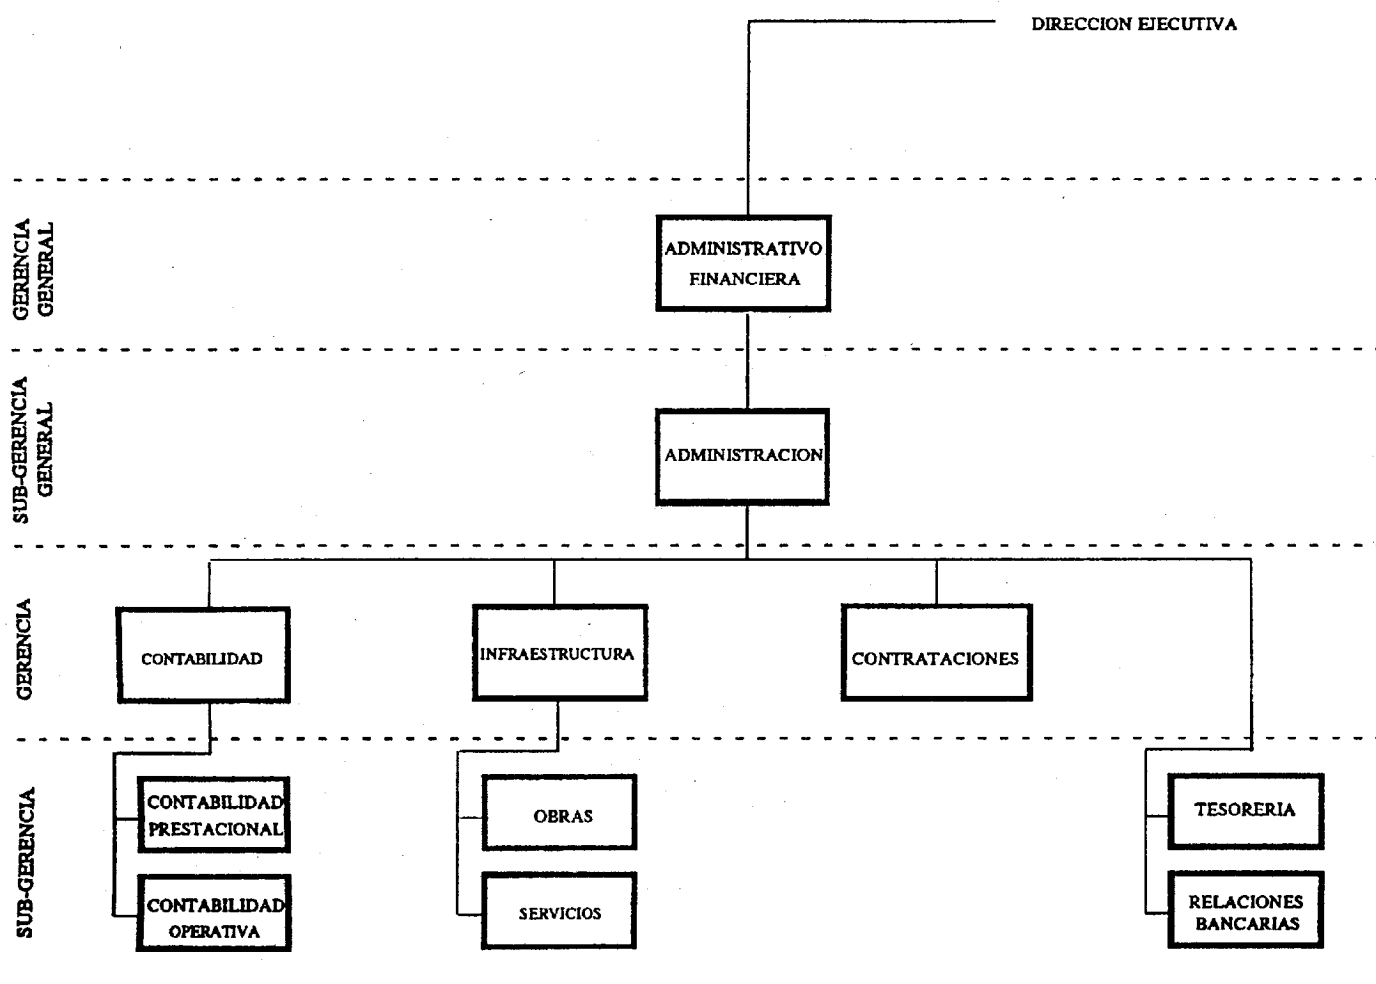 DIRECCION EJECUTIVA
GERENCIA
GENERAL
ADMINISTRATIVO
FINANCIERA
SUB-GERENCIA
GENERAL
ADMINISTRACION
GERENCIA
CONTABILIDAD
INFRAESTRUCTURA
CONTRATACIONES
SUB-GERENCIA
CONTABILIDAD
PRESTACIONAL
OBRAS
TESORERIA
CONTABILIDAD
OPERATIVA
SERVICIOS
RELACIONES
BANCARIAS